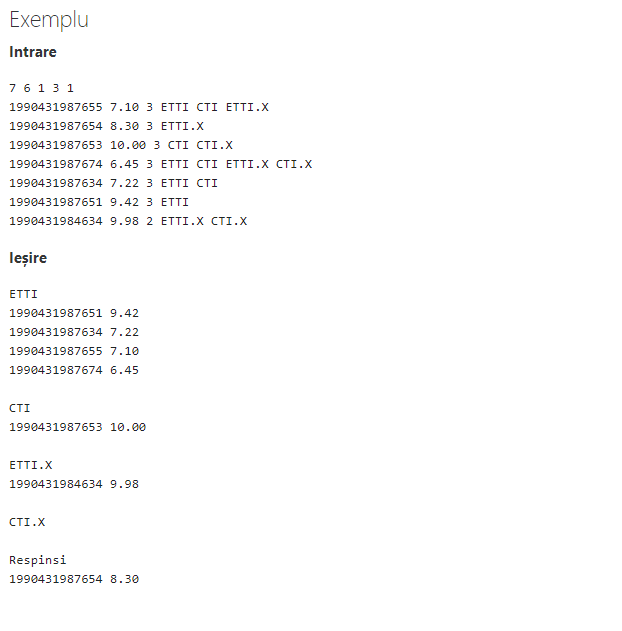 Exemplu
Intrare
7 6 1 3 1
1990431987655 7.10 3 ETTI CTI ETTI.X
1990431987654 8.30 3 ETTI.X
1990431987653 10.00 3 CTI CTI.X
1990431987674 6.45 3 ETTI CTI ETTI.X CTI.X
1990431987634 7.22 3 ETTI CTI
1990431987651 9.42 3 ETTI
1990431984634 9.98 2 ETTI.X CTI.X
Ieșire
ETTI
1990431987651 9.42
1990431987634 7.22
1990431987655 7.10
1990431987674 6.45
CTI
1990431987653 10.00
ETTI.X
1990431984634 9.98
CTI.X
Respinsi
1990431987654 8.30